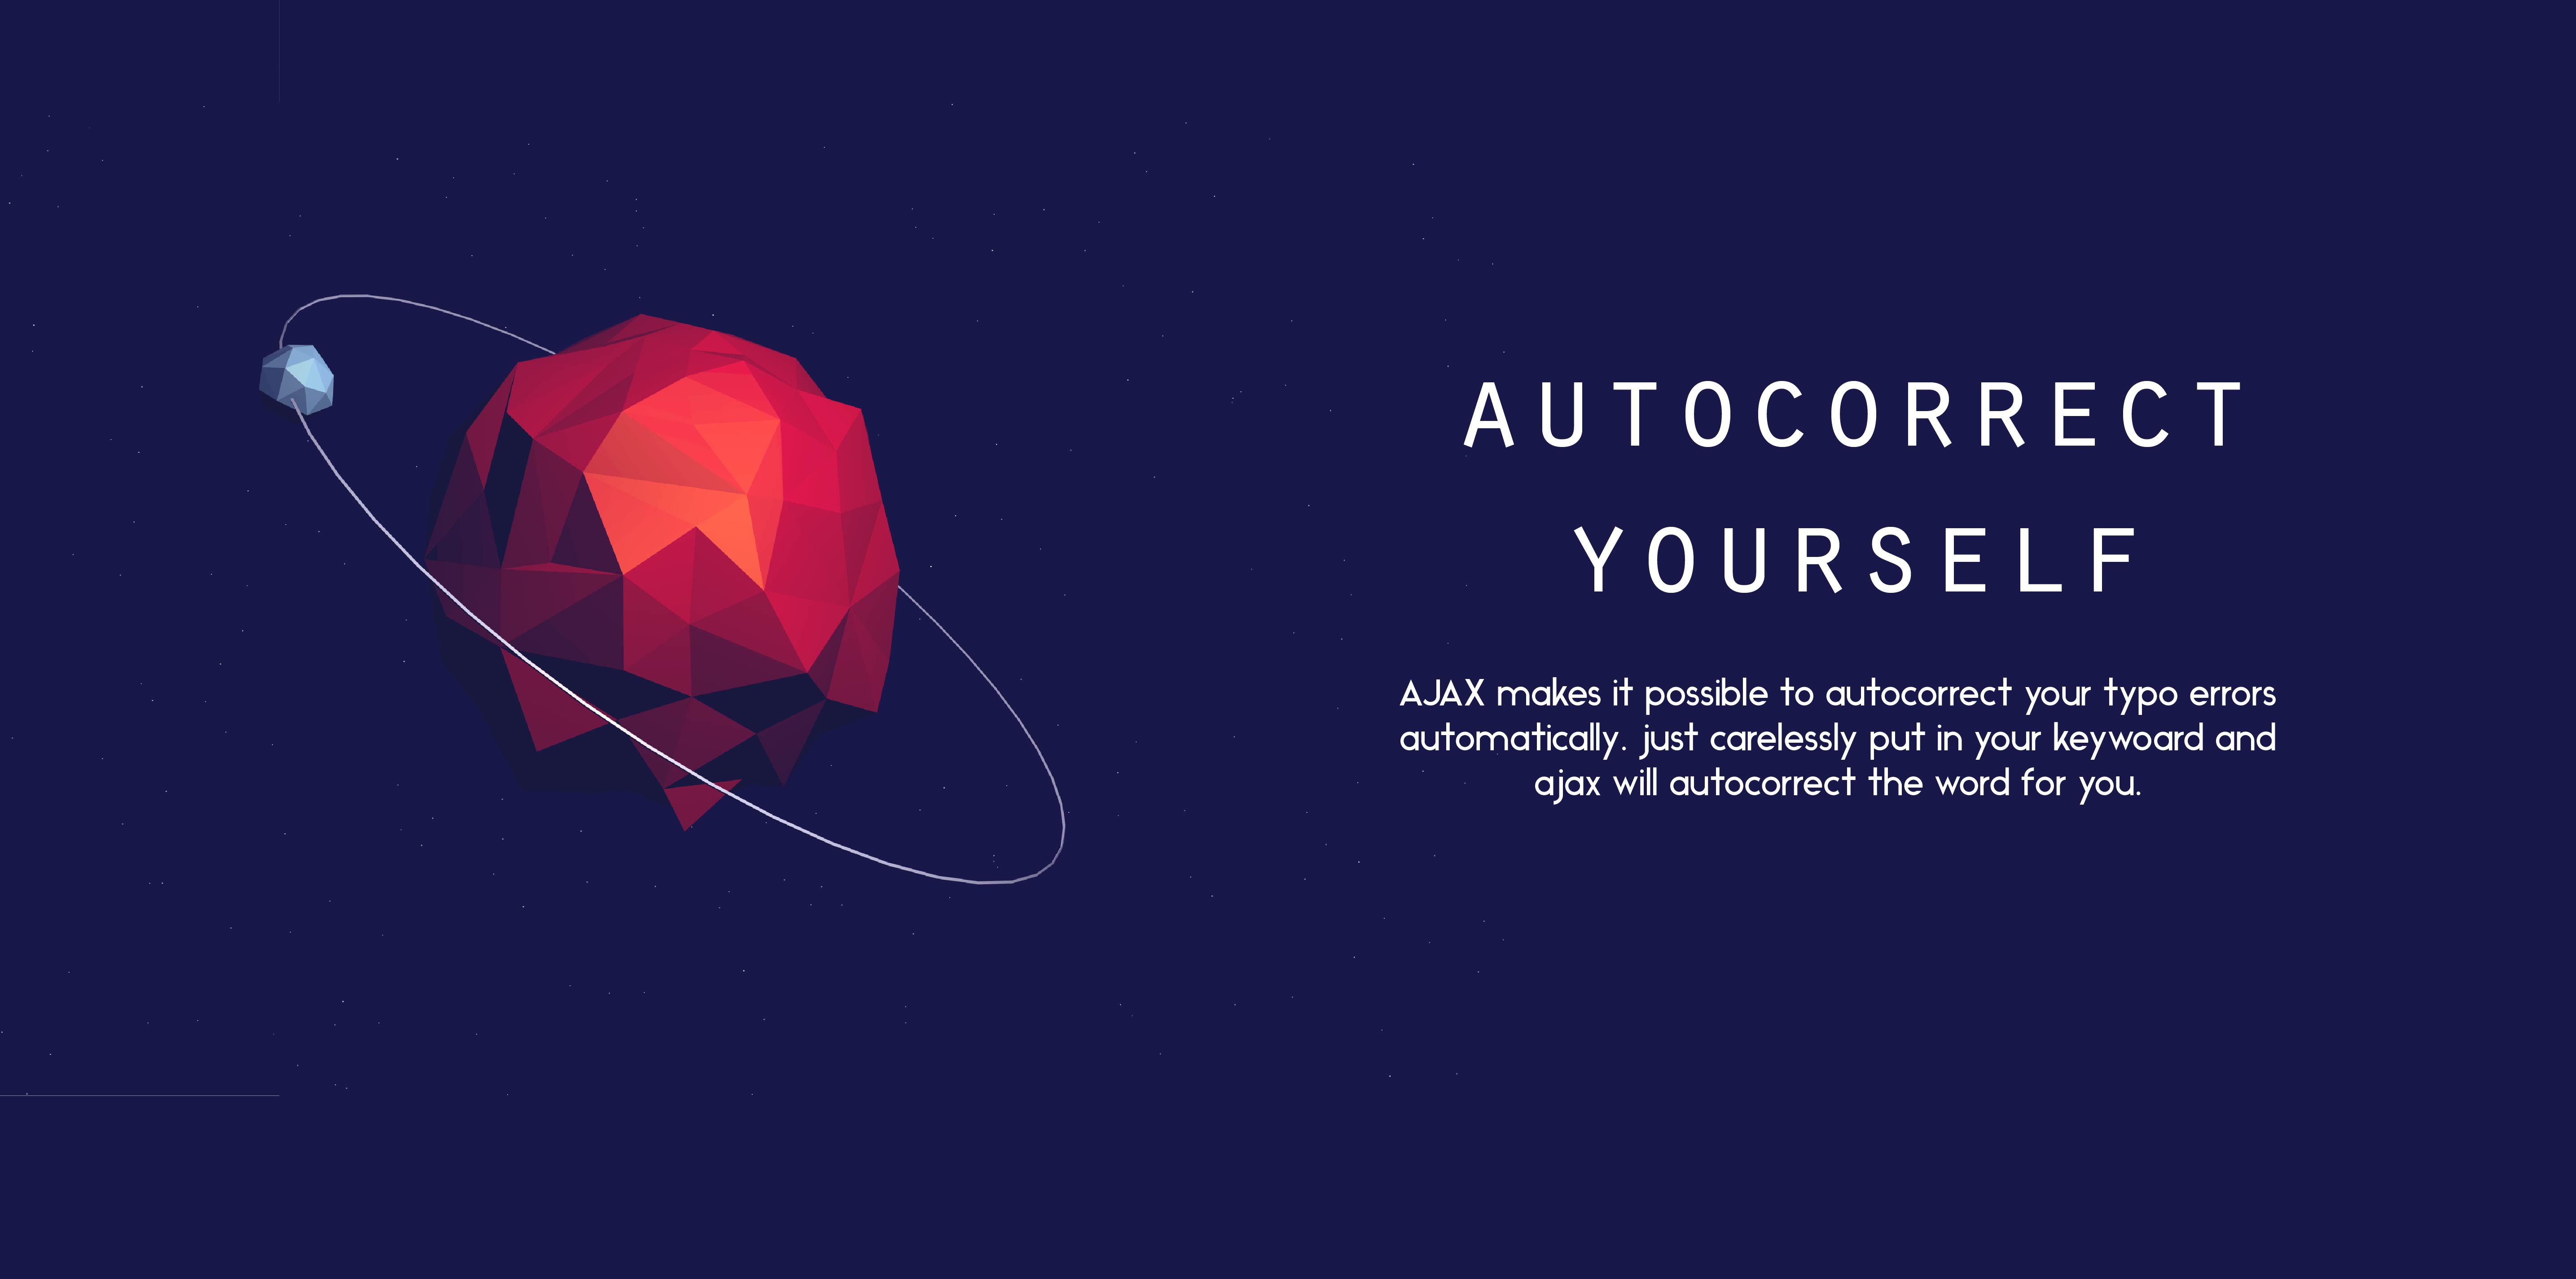 AUTOCORRECT
YOURSELF
AJAX makes it possible to autocorrect your typo errors
automatically. just carelessly put in your keywoard and
ajax will autocorrect the word for you.